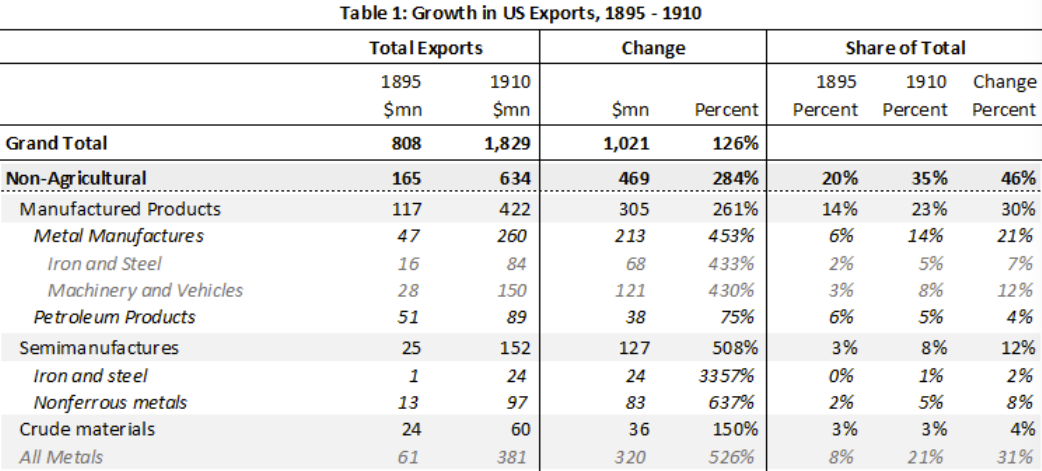 Table 1: Growth in US Exports, 1895 - 1910
Total Exports Change Share of Total
1895 1910 1895 1910 Change
$mn $mn $mn Percent Percent Percent Percent
Grand Total 808 1,829 1,021 126%
Non-Agricultural 165 634 469 284% 20% 35% 46%
Manufactured Products 117 422 305 261% 14% 23% 30%
Metal Manufactures 47 260 213 453% 6% 14% 21%
Iron and Steel 16 84 68 433% 2% 5% 7%
Machinery and Vehicles 28 150 121 430% 3% 8% 12%
Petroleum Products 51 89 38 75% 6% 5% 4%
Semimanufactures 25 152 127 508% 3% 8% 12%
Iron and steel 1 24 24 3357% 0% 1% 2%
Nonferrous metals 13 97 83 637% 2% 5% 8%
Crude materials 24 60 36 150% 3% 3% 4%
All Metals 61 381 320 526% 8% 21% 31%